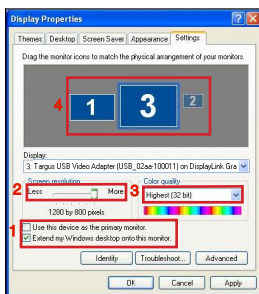 Display Properties
Themes Desktop Screen Saver Appearance Settings
Drag the monitor icons to match the physical arrangement of your monitors.
4
1 3 2
Display:
3. Targus USB Video Adapter (USB_02aa-100011) on DisplayLink Gra
Screen resolution
Color quality
2
Less More
3
Highest (32 bit)
1280 by 800 pixels
1
Use this device as the primary monitor.
Extend my Windows desktop onto this monitor.
Identify Troubleshoot... Advanced
OK Cancel Apply